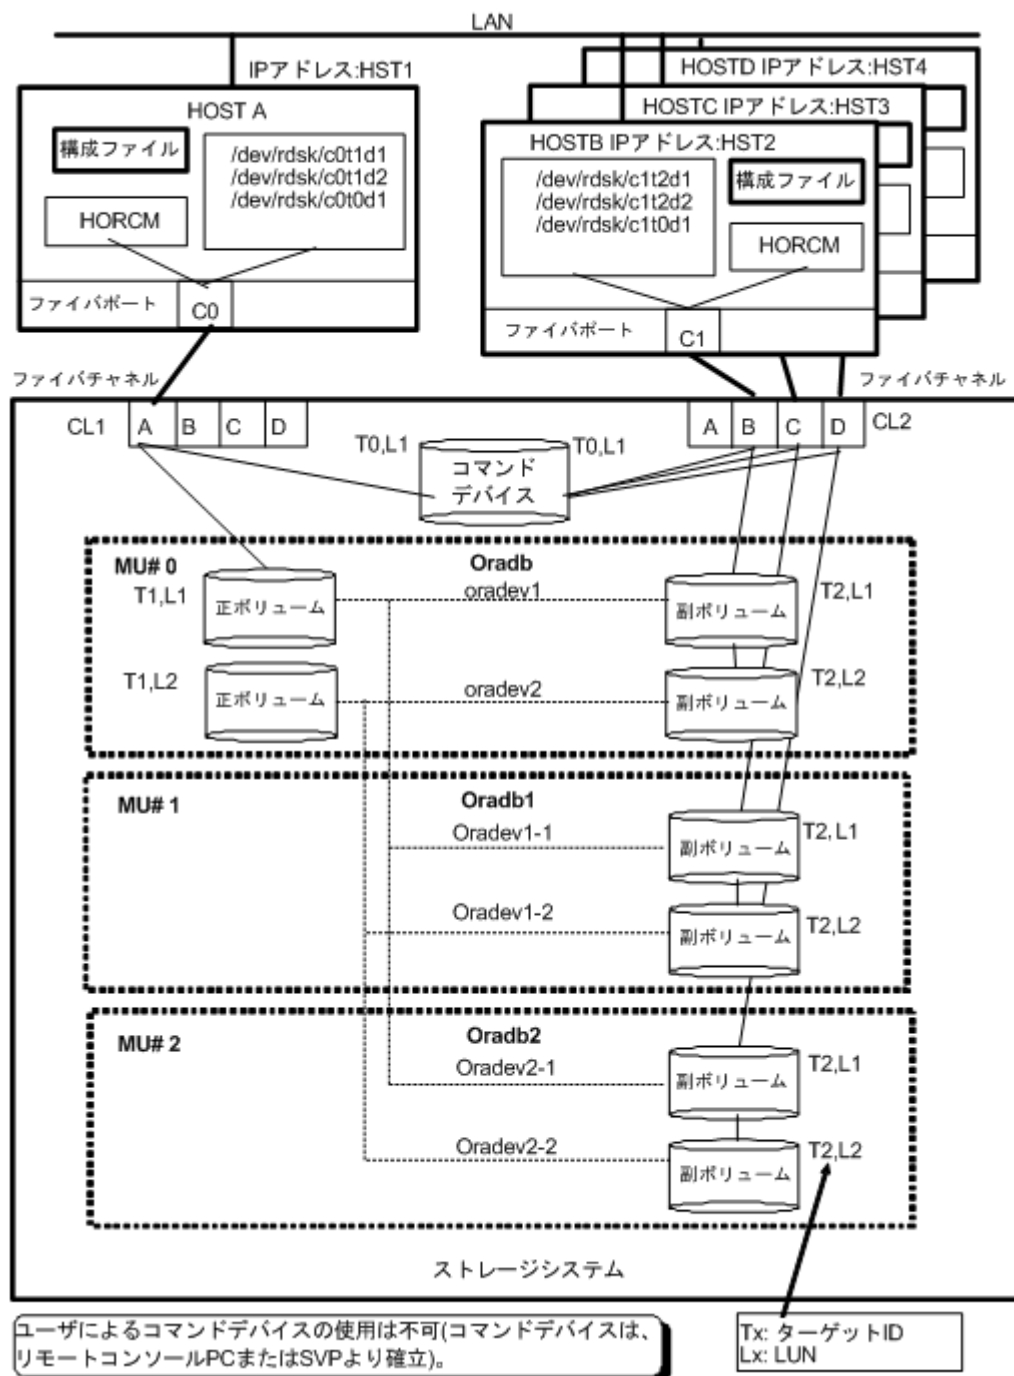 LAN
IPアドレス:HST1
HOSTD IPアドレス:HST4
HOSTC IPアドレス:HST3
HOST A
HOSTB IPアドレス:HST2
構成ファイル
/dev/rdsk/c0t1d1
/dev/rdsk/c0t1d2
/dev/rdsk/c0t0d1
HORCM
/dev/rdsk/c1t2d1
/dev/rdsk/c1t2d2
/dev/rdsk/c1t0d1
構成ファイル
HORCM
ファイバポート
C0
ファイバポート
C1
ファイバチャネル
ファイバチャネル
CL1
A
B
C
D
A
B
C
D
CL2
T0,L1
T0,L1
コマンド
デバイス
MU# 0
Oradb
T1,L1
正ボリューム
oradev1
副ボリューム
T2,L1
T1,L2
正ボリューム
oradev2
副ボリューム
T2,L2
MU# 1
Oradb1
Oradev1-1
副ボリューム
T2,L1
Oradev1-2
副ボリューム
T2,L2
MU# 2
Oradb2
Oradev2-1
副ボリューム
T2,L1
Oradev2-2
副ボリューム
T2,L2
ストレージシステム
ユーザによるコマンドデバイスの使用は不可(コマンドデバイスは、
リモートコンソールPCまたはSVPより確立)。
Tx: ターゲットID
Lx: LUN